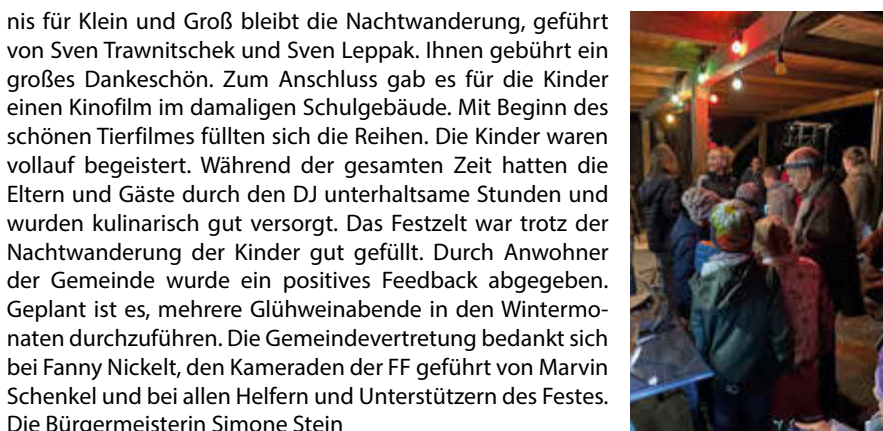 nis für Klein und Groß bleibt die Nachtwanderung, geführt
von Sven Trawnitschek und Sven Leppak. Ihnen gebührt ein
großes Dankeschön. Zum Anschluss gab es für die Kinder
einen Kinofilm im damaligen Schulgebäude. Mit Beginn des
schönen Tierfilmes füllten sich die Reihen. Die Kinder waren
vollauf begeistert. Während der gesamten Zeit hatten die
Eltern und Gäste durch den DJ unterhaltsame Stunden und
wurden kulinarisch gut versorgt. Das Festzelt war trotz der
Nachtwanderung der Kinder gut gefüllt. Durch Anwohner
der Gemeinde wurde ein positives Feedback abgegeben.
Geplant ist es, mehrere Glühweinabende in den Wintermo-
naten durchzuführen. Die Gemeindevertretung bedankt sich
bei Fanny Nickelt, den Kameraden der FF geführt von Marvin
Schenkel und bei allen Helfern und Unterstützern des Festes.
Die Bürgermeisterin Simone Stein